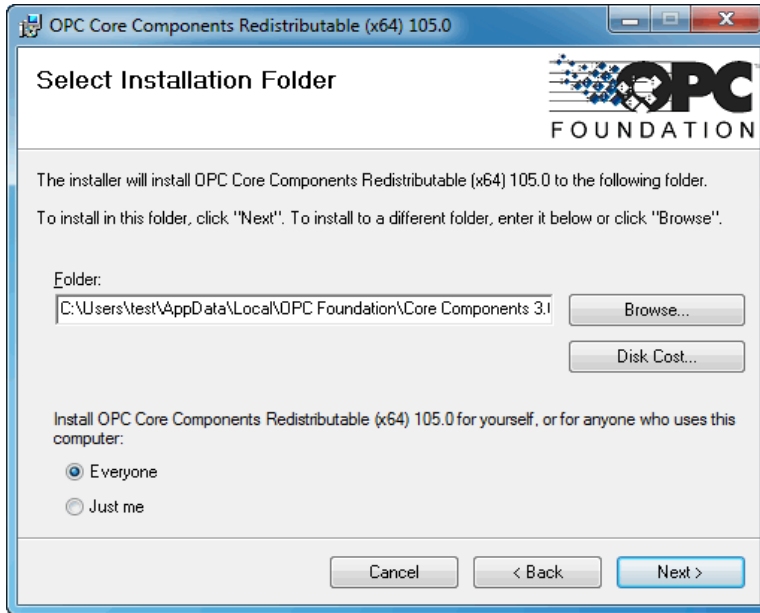 OPC Core Components Redistributable (x64) 105.0
Select Installation Folder
OPC
FOUNDATION
The installer will install OPC Core Components Redistributable (x64) 105.0 to the following folder.
To install in this folder, click "Next". To install to a different folder, enter it below or click "Browse".
Folder:
C:\Users\test\AppData\Local\OPC Foundation\Core Components 3.
Browse...
Disk Cost...
Install OPC Core Components Redistributable (x64) 105.0 for yourself, or for anyone who uses this
computer:
Everyone
Just me
Cancel
< Back
Next >